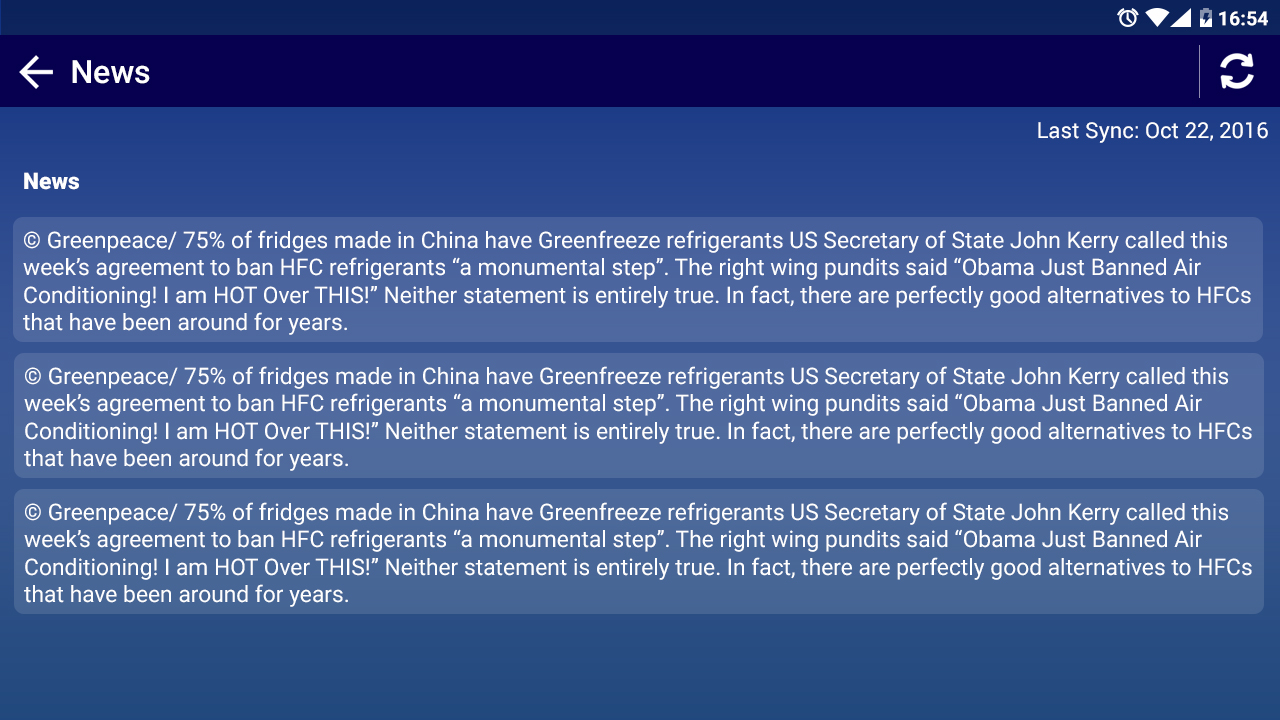 16:54
News
Last Sync: Oct 22, 2016
News
© Greenpeace/ 75% of fridges made in China have Greenfreeze refrigerants US Secretary of State John Kerry called this
week’s agreement to ban HFC refrigerants “a monumental step”. The right wing pundits said “Obama Just Banned Air
Conditioning! I am HOT Over THIS!” Neither statement is entirely true. In fact, there are perfectly good alternatives to HFCs
that have been around for years.
© Greenpeace/ 75% of fridges made in China have Greenfreeze refrigerants US Secretary of State John Kerry called this
week’s agreement to ban HFC refrigerants “a monumental step”. The right wing pundits said “Obama Just Banned Air
Conditioning! I am HOT Over THIS!” Neither statement is entirely true. In fact, there are perfectly good alternatives to HFCs
that have been around for years.
© Greenpeace/ 75% of fridges made in China have Greenfreeze refrigerants US Secretary of State John Kerry called this
week’s agreement to ban HFC refrigerants “a monumental step”. The right wing pundits said “Obama Just Banned Air
Conditioning! I am HOT Over THIS!” Neither statement is entirely true. In fact, there are perfectly good alternatives to HFCs
that have been around for years.